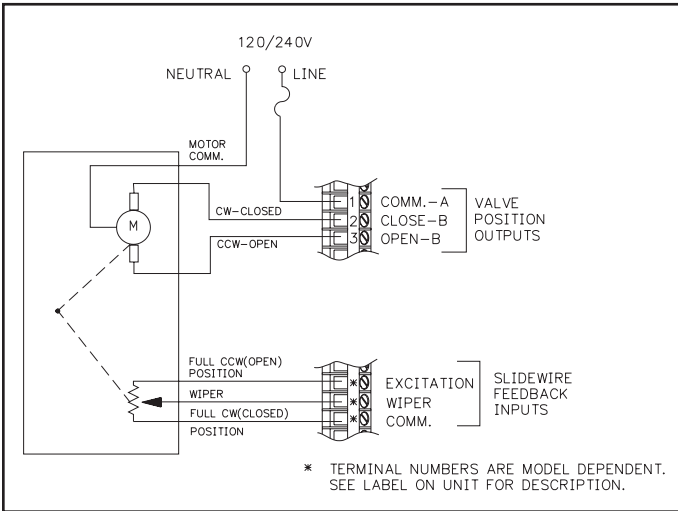 120/240V
NEUTRAL LINE
MOTOR
COMM.
M
CW-CLOSED
CCW-OPEN
1 COMM.-A
2 CLOSE-B
3 OPEN-B
VALVE
POSITION
OUTPUTS
FULL CCW(OPEN)
POSITION
WIPER
FULL CW(CLOSED)
POSITION
* EXCITATION
* WIPER
* COMM.
SLIDEWIRE
FEEDBACK
INPUTS
* TERMINAL NUMBERS ARE MODEL DEPENDENT.
SEE LABEL ON UNIT FOR DESCRIPTION.